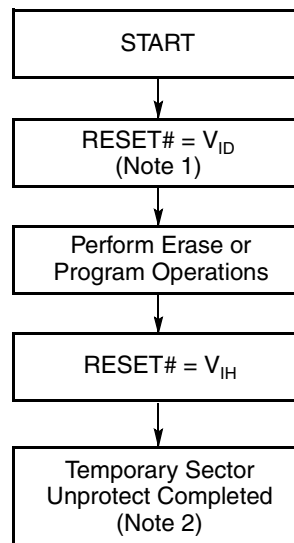 START
RESET# = V_ID
(Note 1)
Perform Erase or
Program Operations
RESET# = V_IH
Temporary Sector
Unprotect Completed
(Note 2)